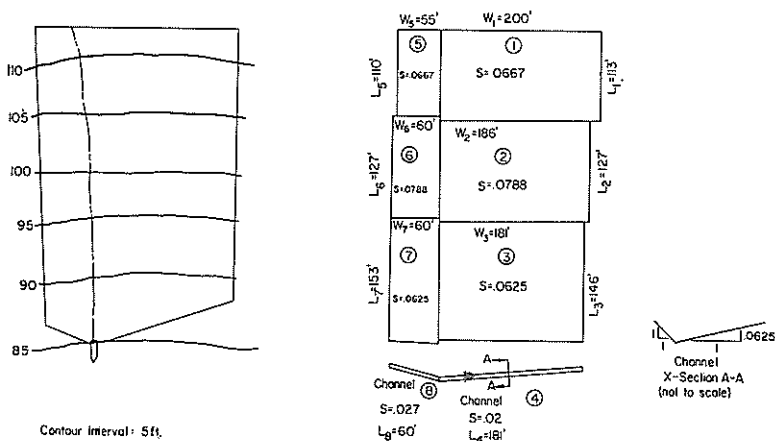 110
105
100
95
90
85
Contour interval: 5ft.
W₅=55'
W₁=200'
⑤
①
S=.0667
S=.0667
L₅=110'
L₁=113'
W₆=60'
W₂=186'
⑥
②
S=.0788
S=.0788
L₆=127'
L₂=127'
W₇=60'
W₃=181'
⑦
③
S=.0625
S=.0625
L₇=153'
L₃=146'
A
A
Channel
⑧
S=.027
L₈=60'
Channel
④
S=.02
L₄=181'
1
1
1
.0625
Channel
X-Section A-A
(not to scale)